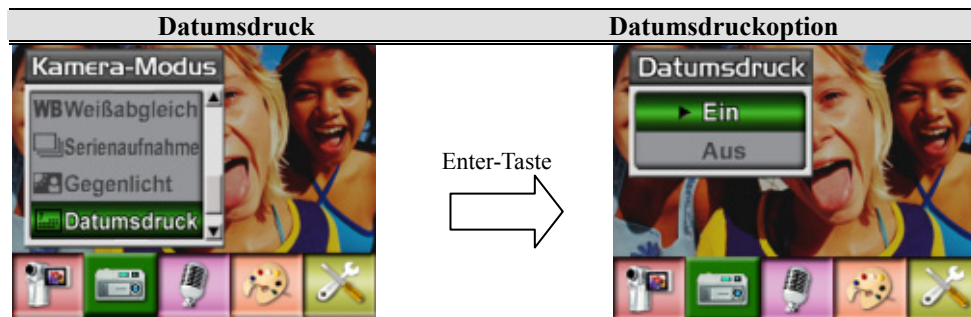 Datumsdruck Datumsdruckoption
Kamera-Modus
WB Weißabgleich
Serienaufnahme
Gegenlicht
Datumsdruck
Enter-Taste
Datumsdruck
Ein
Aus